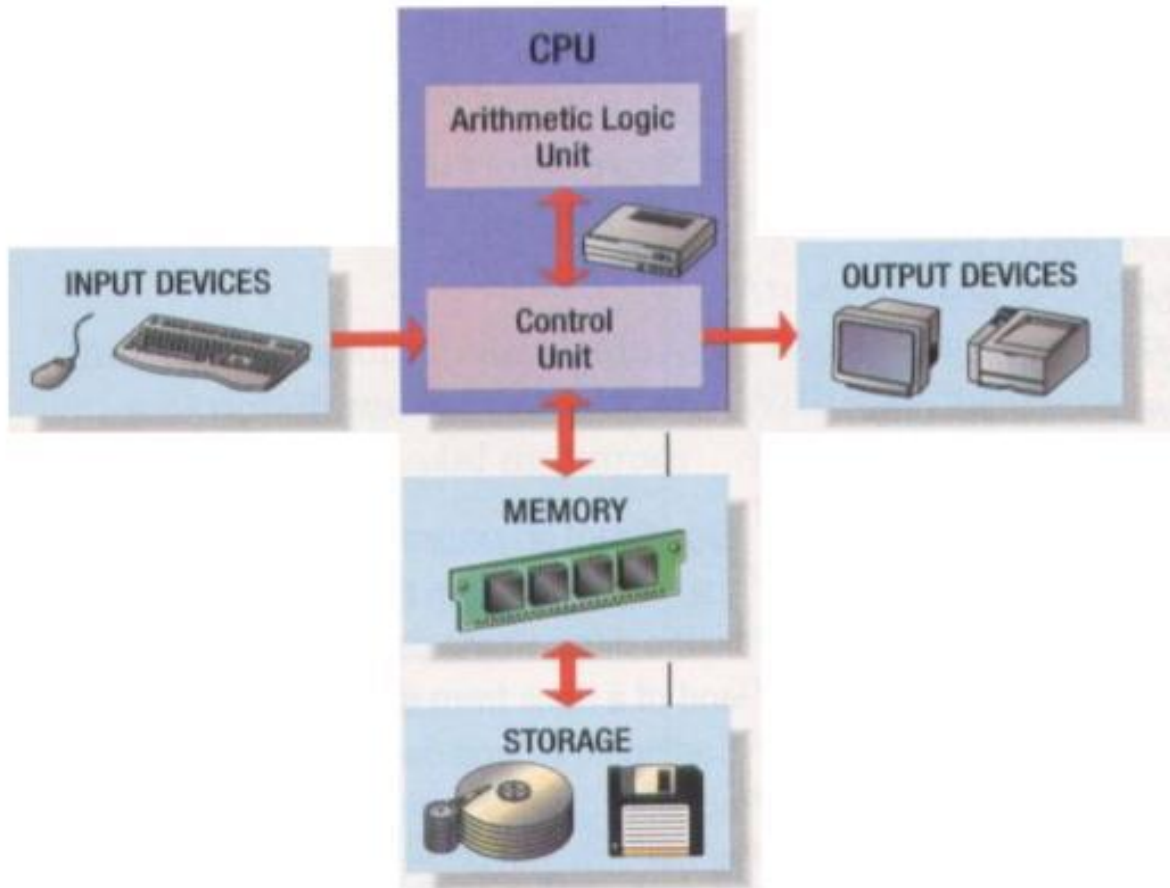 CPU
Arithmetic Logic
Unit
INPUT DEVICES
Control
Unit
OUTPUT DEVICES
MEMORY
STORAGE